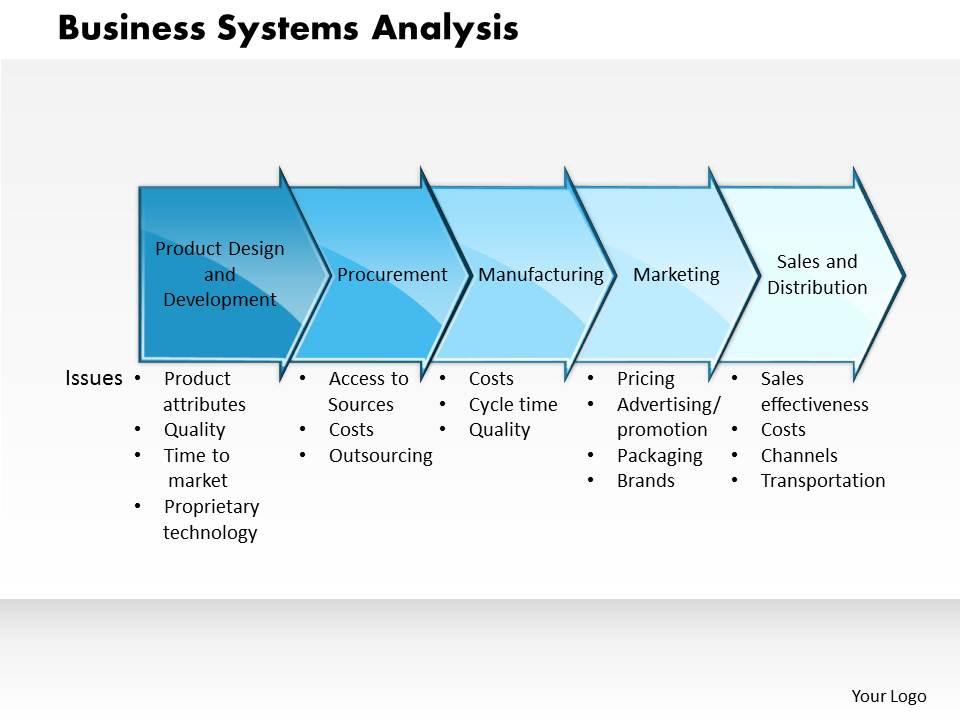 Business Systems Analysis
Product Design
and
Development
Procurement
Manufacturing
Marketing
Sales and
Distribution
Issues
• Product
attributes
• Quality
• Time to
market
• Proprietary
technology
• Access to
Sources
• Costs
• Outsourcing
• Costs
• Cycle time
• Quality
• Pricing
• Advertising/
promotion
• Packaging
• Brands
• Sales
effectiveness
• Costs
• Channels
• Transportation
Your Logo